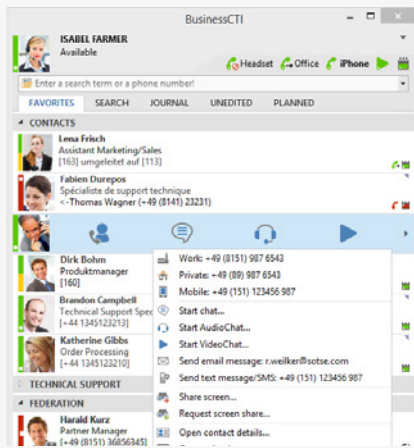 BusinessCTI
ISABEL FARMER
Available
Headset Office iPhone
Enter a search term or a phone number!
FAVORITES SEARCH JOURNAL UNEDITED PLANNED
CONTACTS
Lena Frisch
Assistant Marketing/Sales
[163] umgeleitet auf [113]
Fabien Durepos
Spécialiste de support technique
<-Thomas Wagner (+49 (8141) 23231)
Work: +49 (8151) 987 6543
Dirk Bohm
Private: +49 (89) 987 6543
Produktmanager
Mobile: +49 (151) 123456 987
[160]
Start chat...
Brandon Campbell
Start AudioChat...
Technical Support Spec
Start VideoChat...
[+44 1345123213]
Katherine Gibbs
Send email message: r.weilker@sotse.com
Order Processing
Send text message/SMS: +49 (151) 123456 987
[+44 1345123210]
TECHNICAL SUPPORT
Share screen...
FEDERATION
Request screen share...
Harald Kurz
Open contact details...
Partner Manager
[+49 (8151) 36856345]